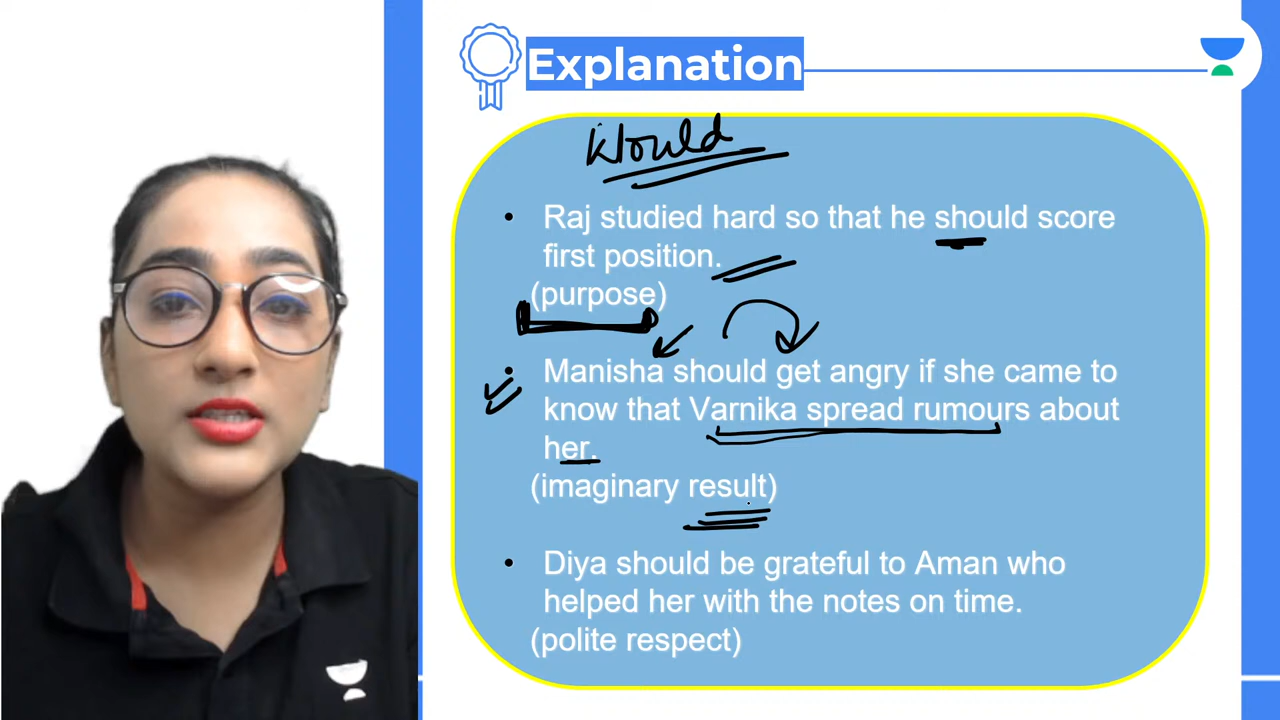 Explanation
Would
• Raj studied hard so that he should score
first position.
(purpose)
• Manisha should get angry if she came to
know that Varnika spread rumours about
her.
(imaginary result)
• Diya should be grateful to Aman who
helped her with the notes on time.
(polite respect)